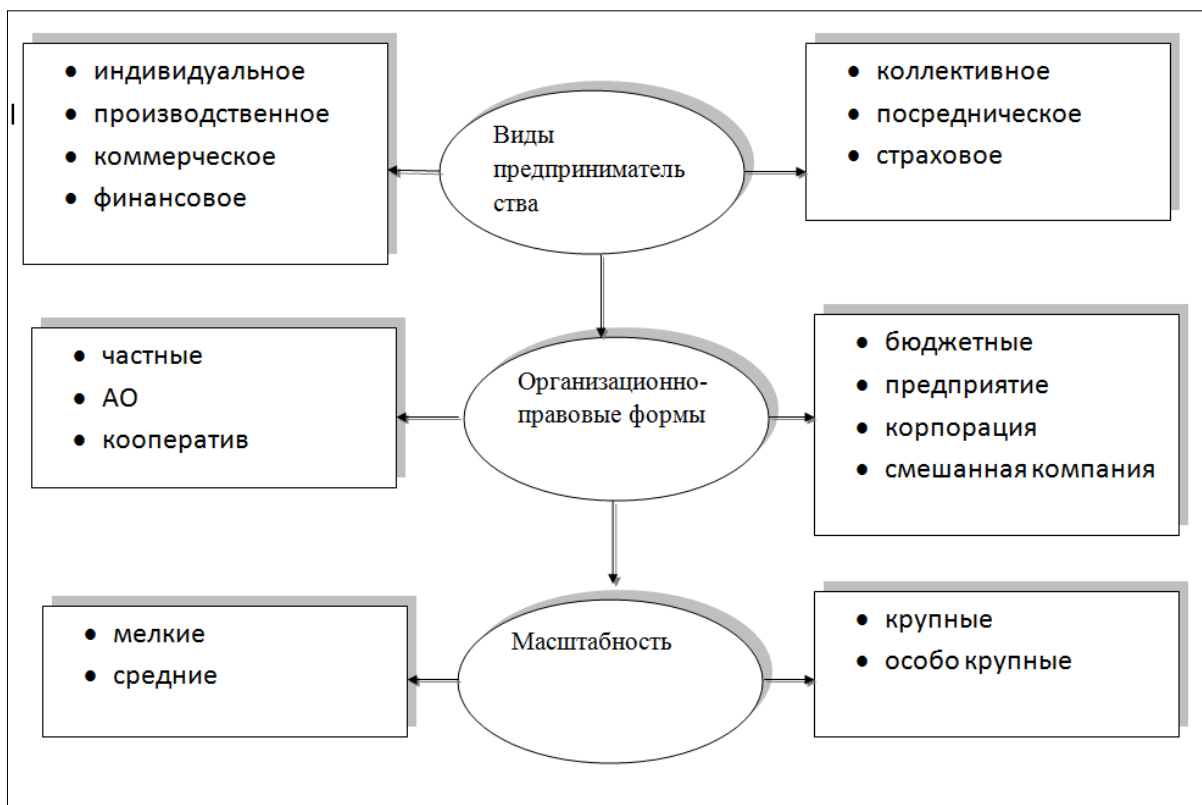 • индивидуальное
• производственное
• коммерческое
• финансовое
Виды
предприниматель
ства
• коллективное
• посредническое
• страховое
• частные
• АО
• кооператив
Организационно-
правовые формы
• бюджетные
• предприятие
• корпорация
• смешанная компания
• мелкие
• средние
Масштабность
• крупные
• особо крупные